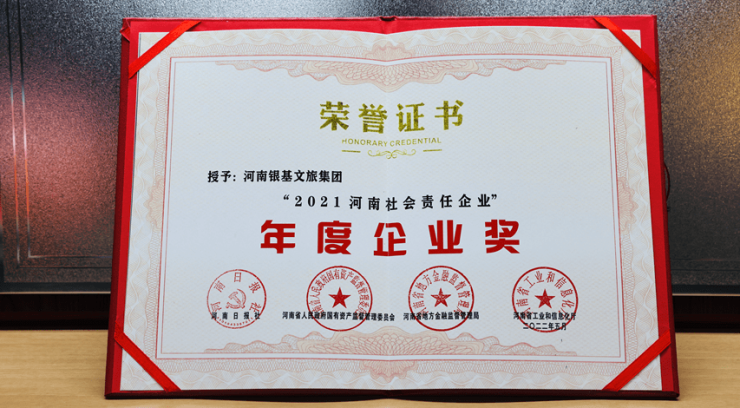 荣誉证书
HONORARY CREDENTIAL
授予：河南银基文旅集团
“2021河南社会责任企业”
年度企业奖
河南日报社
河南省人民政府国有资产监督管理委员会
河南省地方金融监督管理局
河南省工业和信息化厅
二〇二二年五月